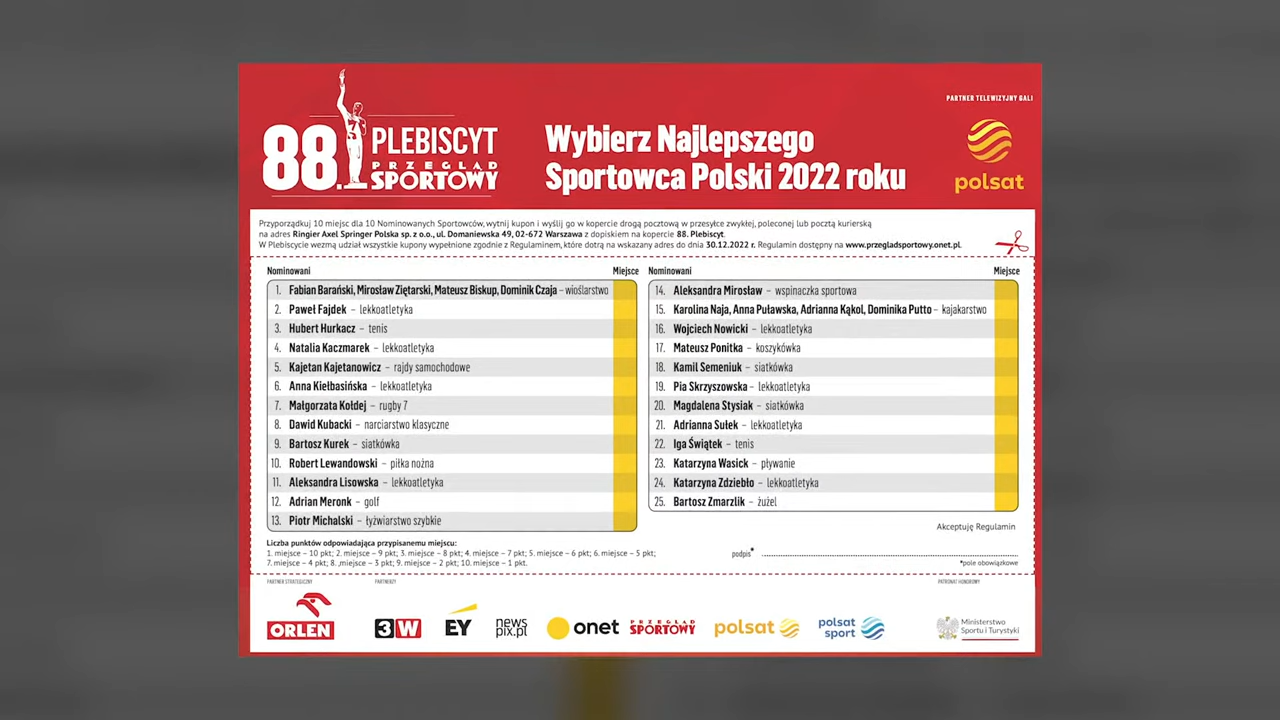 PARTNER TELEWIZYJNY GALI
88. PLEBISCYT
PRZEGLĄD
SPORTOWY
Wybierz Najlepszego
Sportowca Polski 2022 roku
polsat
Przyporządkuj 10 miejsc dla 10 Nominowanych Sportowców, wytnij kupon i wyślij go w kopercie drogą pocztową w przesyłce zwykłej, poleconej lub pocztą kurierską
na adres Ringier Axel Springer Polska sp. z o.o., ul. Domaniewska 49, 02-672 Warszawa z dopiskiem na kopercie 88. Plebiscyt.
W Plebiscycie wezmą udział wszystkie kupony wypełnione zgodnie z Regulaminem, które dotrą na wskazany adres do dnia 30.12.2022 r. Regulamin dostępny na www.przegladsportowy.onet.pl.
Nominowani Miejsce
1. Fabian Barański, Mirosław Ziętarski, Mateusz Biskup, Dominik Czaja – wioślarstwo
2. Paweł Fajdek – lekkoatletyka
3. Hubert Hurkacz – tenis
4. Natalia Kaczmarek – lekkoatletyka
5. Kajetan Kajetanowicz – rajdy samochodowe
6. Anna Kiełbasińska – lekkoatletyka
7. Małgorzata Kołdej – rugby 7
8. Dawid Kubacki – narciarstwo klasyczne
9. Bartosz Kurek – siatkówka
10. Robert Lewandowski – piłka nożna
11. Aleksandra Lisowska – lekkoatletyka
12. Adrian Meronk – golf
13. Piotr Michalski – łyżwiarstwo szybkie
Nominowani Miejsce
14. Aleksandra Mirosław – wspinaczka sportowa
15. Karolina Naja, Anna Puławska, Adrianna Kąkol, Dominika Putto – kajakarstwo
16. Wojciech Nowicki – lekkoatletyka
17. Mateusz Ponitka – koszykówka
18. Kamil Semeniuk – siatkówka
19. Pia Skrzyszowska – lekkoatletyka
20. Magdalena Stysiak – siatkówka
21. Adrianna Sułek – lekkoatletyka
22. Iga Świątek – tenis
23. Katarzyna Wasick – pływanie
24. Katarzyna Zdziebło – lekkoatletyka
25. Bartosz Zmarzlik – żużel
Akceptuję Regulamin
Liczba punktów odpowiadająca przypisanemu miejscu:
1. miejsce – 10 pkt; 2. miejsce – 9 pkt; 3. miejsce – 8 pkt; 4. miejsce – 7 pkt; 5. miejsce – 6 pkt; 6. miejsce – 5 pkt;
7. miejsce – 4 pkt; 8. ,miejsce – 3 pkt; 9. miejsce – 2 pkt; 10. miejsce – 1 pkt.
podpis*
*pole obowiązkowe
PARTNER STRATEGICZNY
PARTNERZY
PATRONAT HONOROWY
ORLEN
3W
EY
news
pix.pl
onet
PRZEGLĄD
SPORTOWY
polsat
polsat
sport
Ministerstwo
Sportu i Turystyki